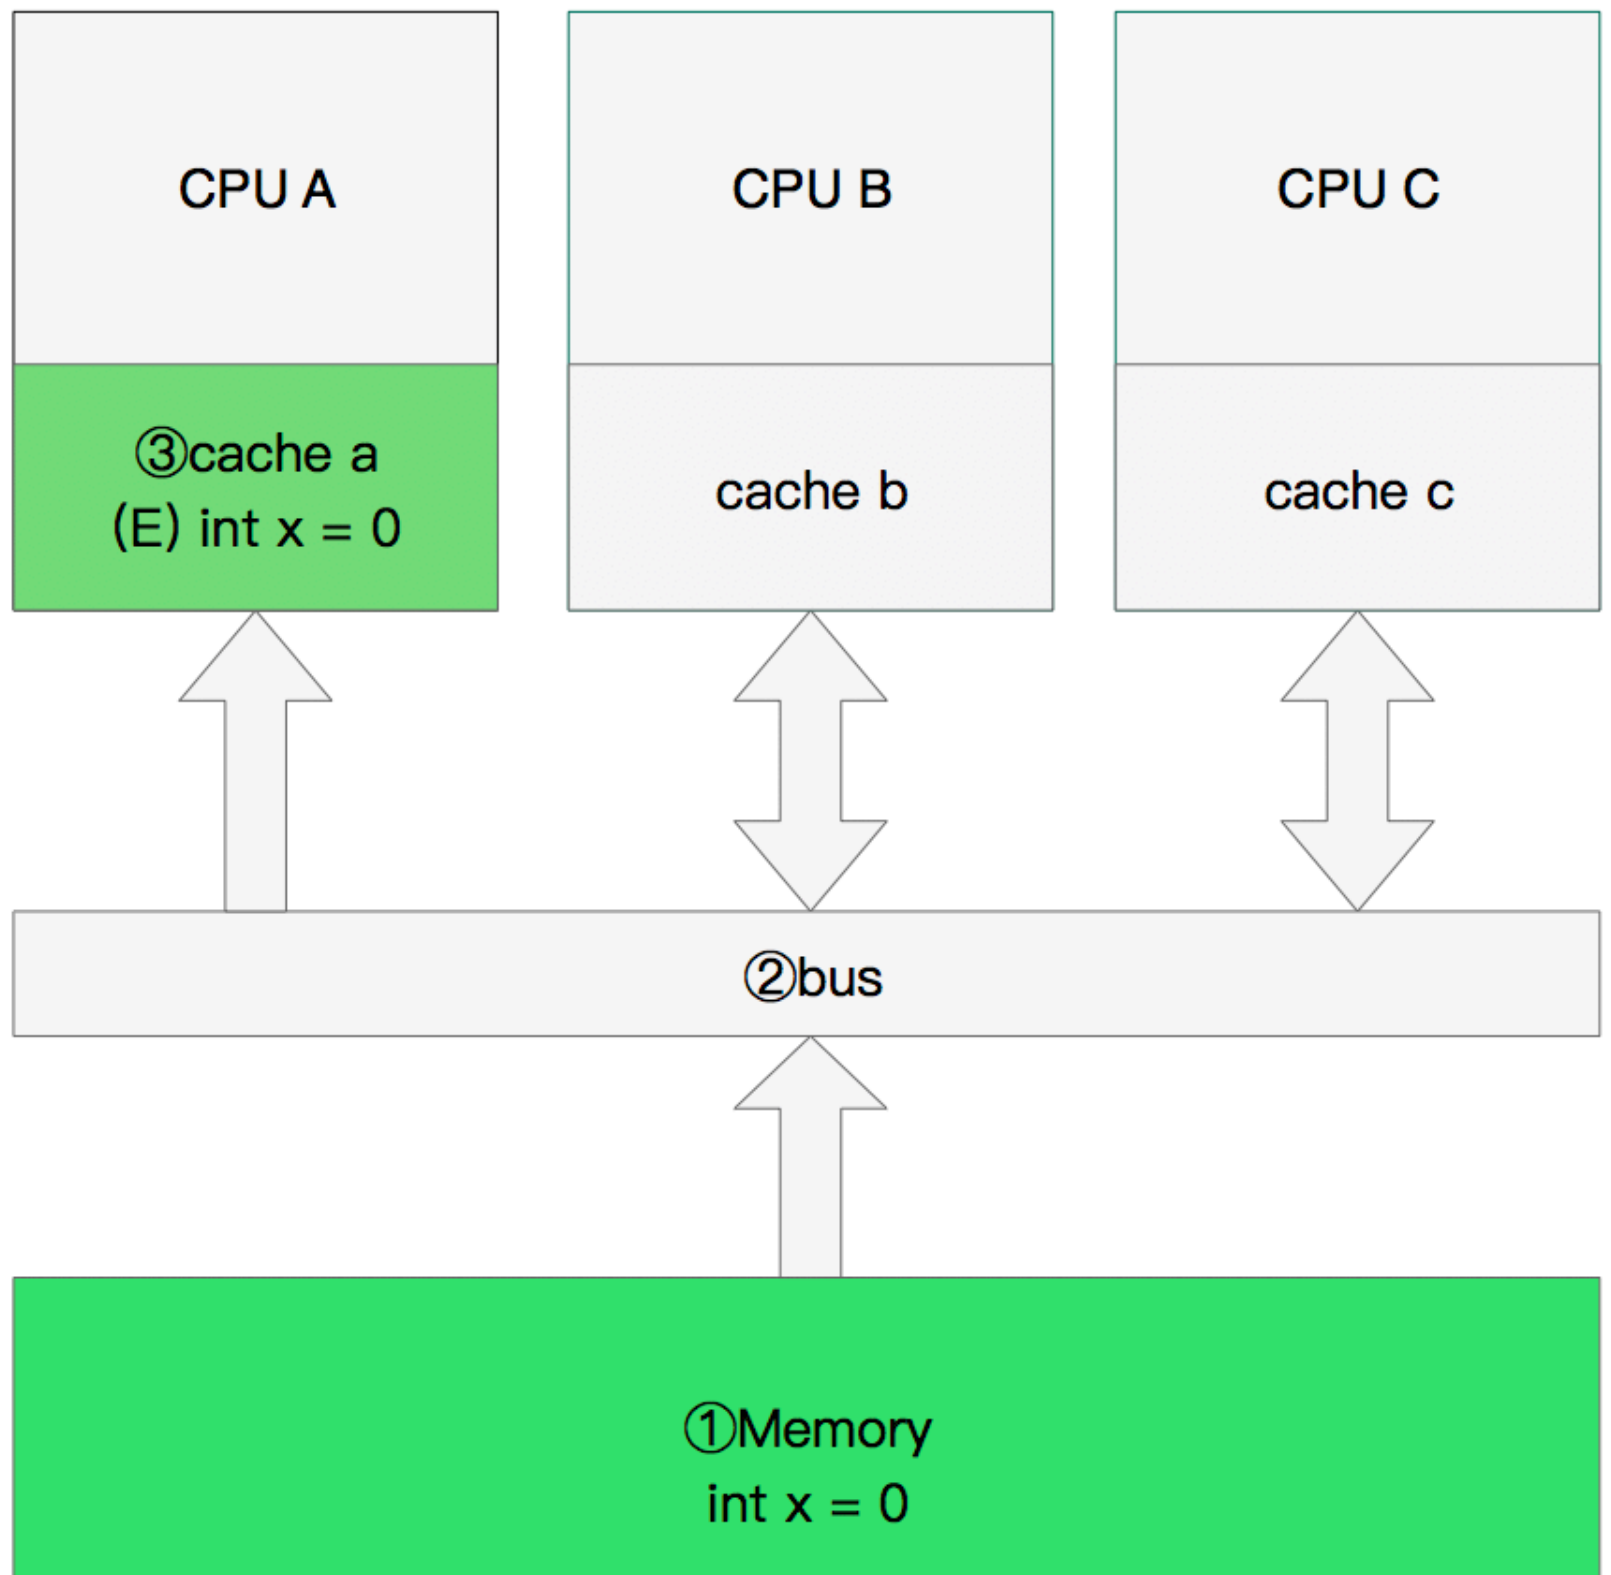 CPU A
CPU B
CPU C
③cache a
(E) int x = 0
cache b
cache c
②bus
①Memory
int x = 0